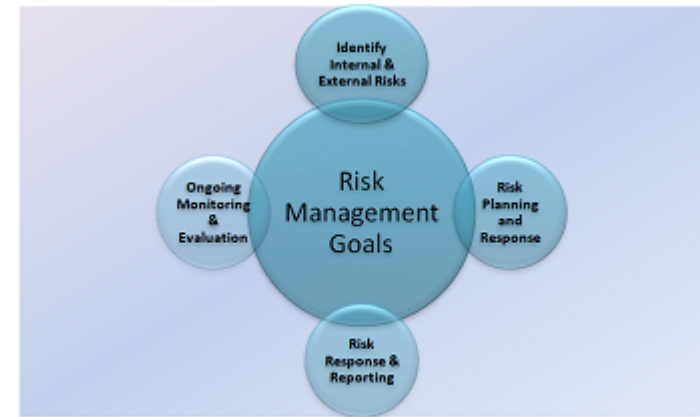 Identify
Internal &
External Risks
Ongoing
Monitoring
&
Evaluation
Risk
Management
Goals
Risk
Planning
and
Response
Risk
Response &
Reporting